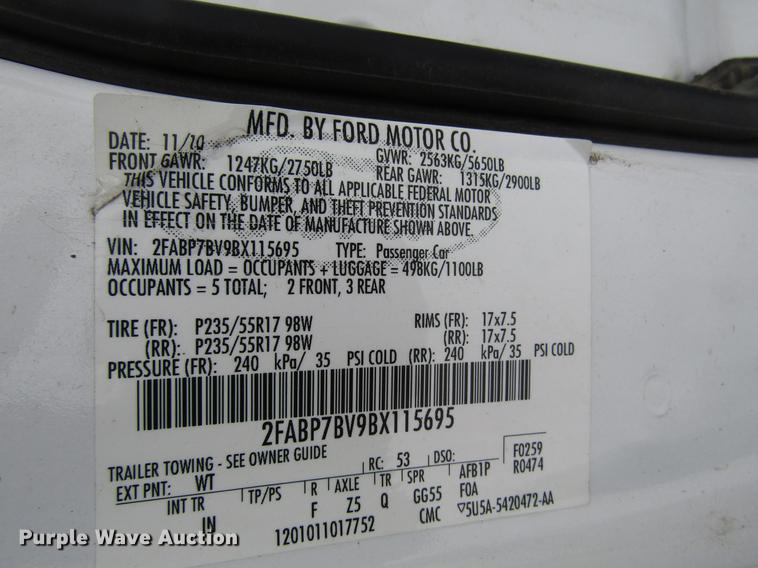 MFD. BY FORD MOTOR CO.
DATE: 11/10
GVWR: 2563KG/5650LB
FRONT GAWR: 1247KG/2750LB
REAR GAWR: 1315KG/2900LB
THIS VEHICLE CONFORMS TO ALL APPLICABLE FEDERAL MOTOR
VEHICLE SAFETY, BUMPER, AND THEFT PREVENTION STANDARDS
IN EFFECT ON THE DATE OF MANUFACTURE SHOWN ABOVE.
VIN: 2FABP7BV9BX115695 TYPE: Passenger Car
MAXIMUM LOAD = OCCUPANTS + LUGGAGE = 498KG/1100LB
OCCUPANTS = 5 TOTAL; 2 FRONT, 3 REAR
TIRE (FR): P235/55R17 98W RIMS (FR): 17x7.5
(RR): P235/55R17 98W (RR): 17x7.5
PRESSURE (FR): 240 kPa/ 35 PSI COLD (RR): 240 kPa/ 35 PSI COLD
2FABP7BV9BX115695
TRAILER TOWING - SEE OWNER GUIDE RC: 53 DSO: F0259
EXT PNT: WT AFB1P R0474
INT TR TP/PS R AXLE TR SPR F0A
IN F Z5 Q GG55 ▽5U5A-5420472-AA
1201011017752 CMC
Purple Wave Auction